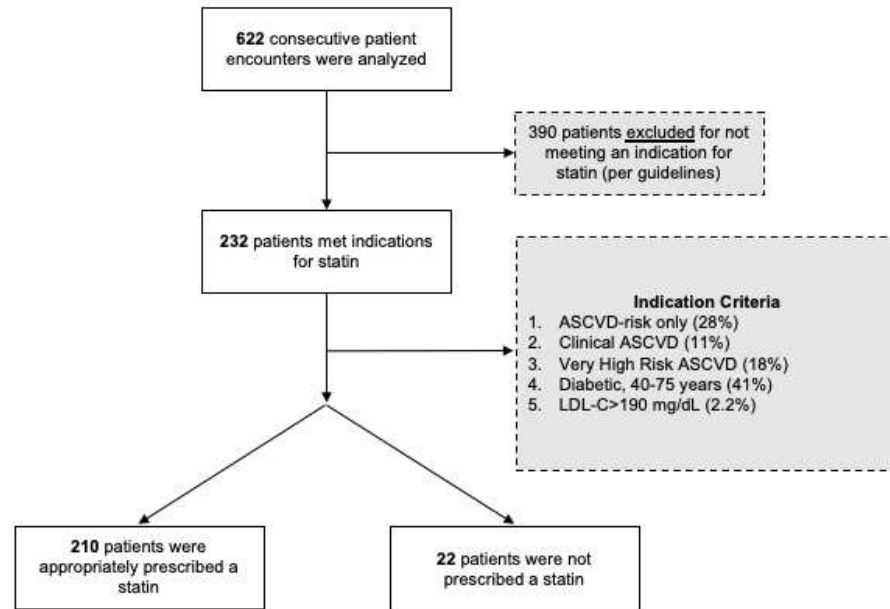 622 consecutive patient
encounters were analyzed
390 patients excluded for not
meeting an indication for
statin (per guidelines)
232 patients met indications
for statin
Indication Criteria
1. ASCVD-risk only (28%)
2. Clinical ASCVD (11%)
3. Very High Risk ASCVD (18%)
4. Diabetic, 40-75 years (41%)
5. LDL-C>190 mg/dL (2.2%)
210 patients were
appropriately prescribed a
statin
22 patients were not
prescribed a statin